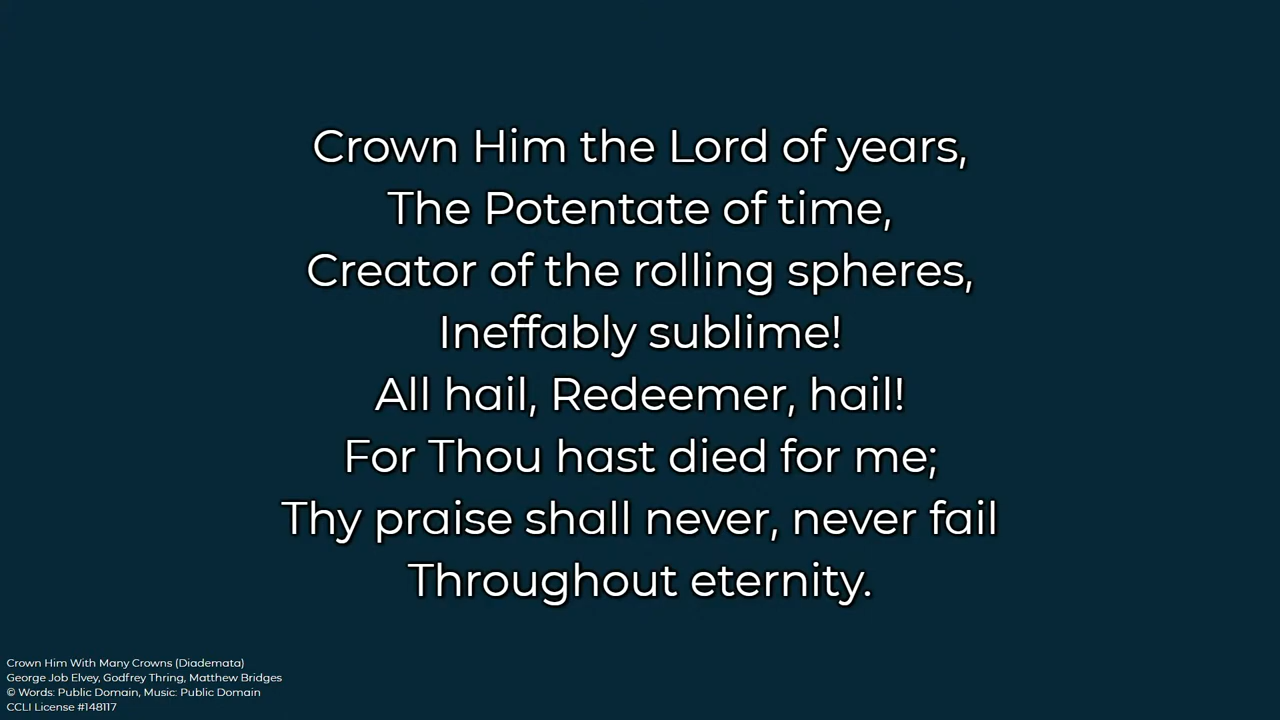 Crown Him the Lord of years,
The Potentate of time,
Creator of the rolling spheres,
Ineffably sublime!
All hail, Redeemer, hail!
For Thou hast died for me;
Thy praise shall never, never fail
Throughout eternity.
Crown Him With Many Crowns (Diademata)
George Job Elvey, Godfrey Thring, Matthew Bridges
© Words: Public Domain, Music: Public Domain
CCLI License #148117